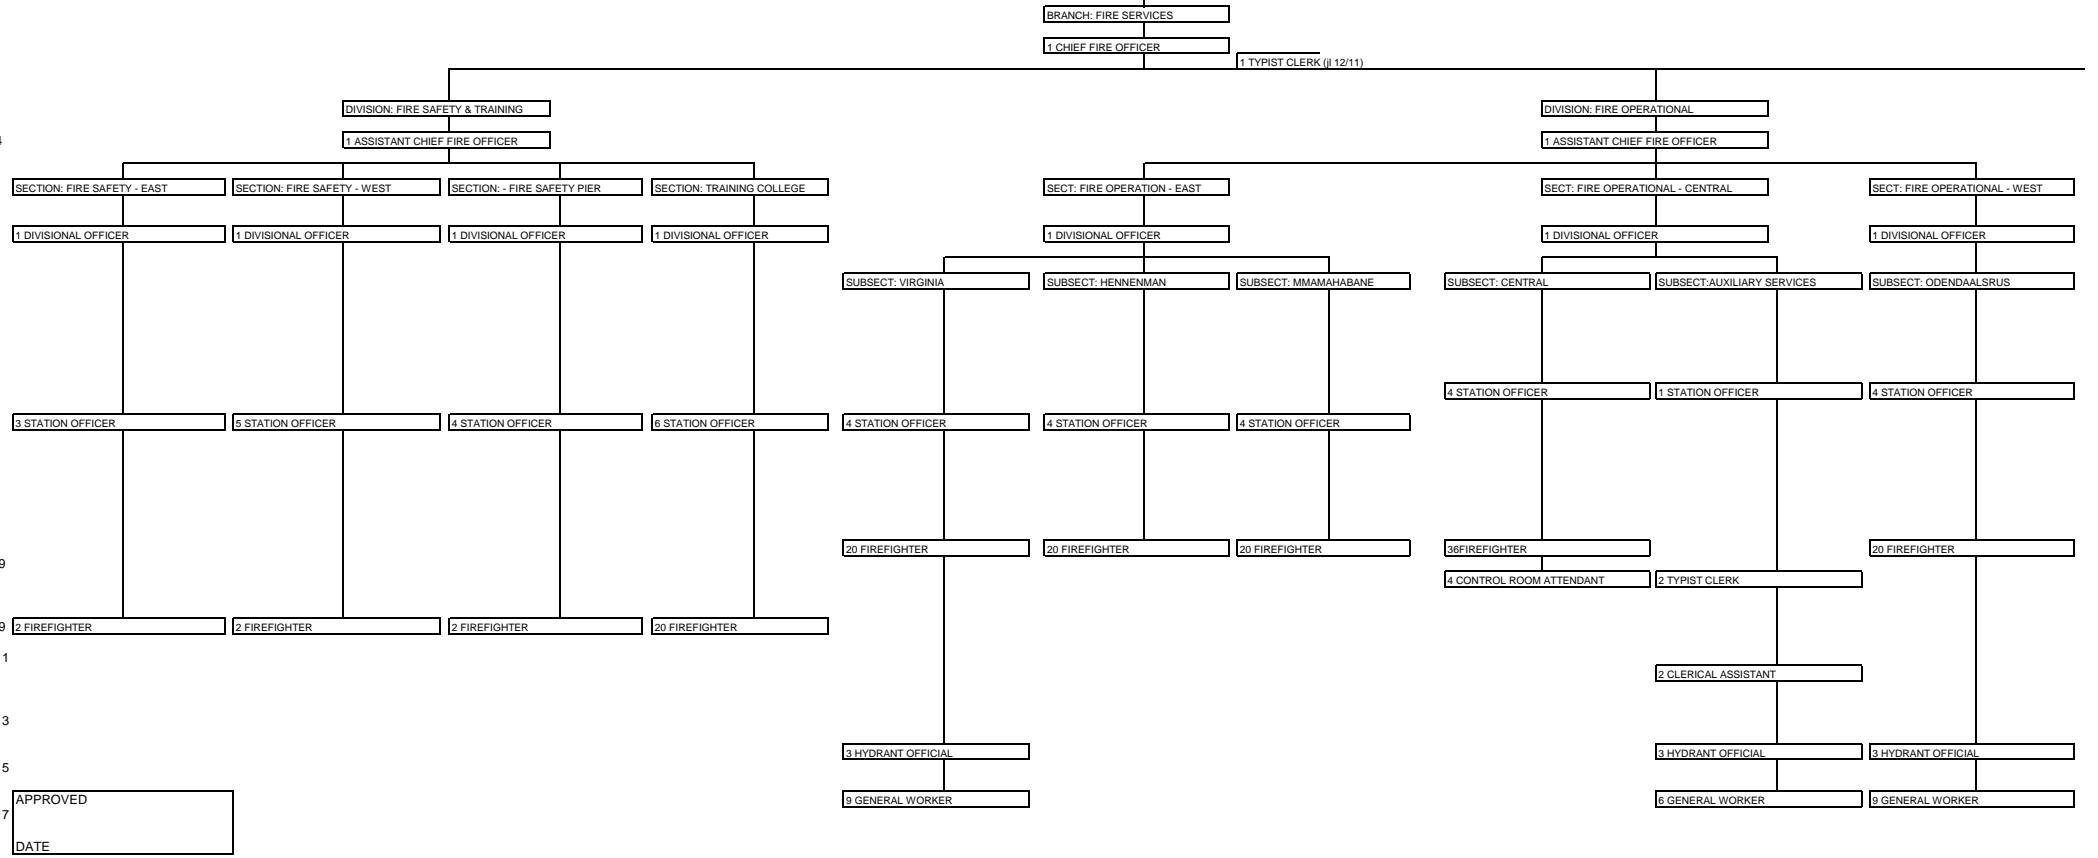 BRANCH: FIRE SERVICES
1 CHIEF FIRE OFFICER
1 TYPIST CLERK (jl 12/11)
DIVISION: FIRE SAFETY & TRAINING
DIVISION: FIRE OPERATIONAL
4
1 ASSISTANT CHIEF FIRE OFFICER
1 ASSISTANT CHIEF FIRE OFFICER
SECTION: FIRE SAFETY - EAST
SECTION: FIRE SAFETY - WEST
SECTION: - FIRE SAFETY PIER
SECTION: TRAINING COLLEGE
SECT: FIRE OPERATION - EAST
SECT: FIRE OPERATIONAL - CENTRAL
SECT: FIRE OPERATIONAL - WEST
1 DIVISIONAL OFFICER
1 DIVISIONAL OFFICER
1 DIVISIONAL OFFICER
1 DIVISIONAL OFFICER
1 DIVISIONAL OFFICER
1 DIVISIONAL OFFICER
1 DIVISIONAL OFFICER
SUBSECT: VIRGINIA
SUBSECT: HENNENMAN
SUBSECT: MMAMAHABANE
SUBSECT: CENTRAL
SUBSECT:AUXILIARY SERVICES
SUBSECT: ODENDAALSRUS
4 STATION OFFICER
1 STATION OFFICER
4 STATION OFFICER
3 STATION OFFICER
5 STATION OFFICER
4 STATION OFFICER
6 STATION OFFICER
4 STATION OFFICER
4 STATION OFFICER
4 STATION OFFICER
20 FIREFIGHTER
20 FIREFIGHTER
20 FIREFIGHTER
36FIREFIGHTER
20 FIREFIGHTER
9
4 CONTROL ROOM ATTENDANT
2 TYPIST CLERK
9
2 FIREFIGHTER
2 FIREFIGHTER
2 FIREFIGHTER
20 FIREFIGHTER
1
2 CLERICAL ASSISTANT
3
3 HYDRANT OFFICIAL
3 HYDRANT OFFICIAL
3 HYDRANT OFFICIAL
5
APPROVED
9 GENERAL WORKER
6 GENERAL WORKER
9 GENERAL WORKER
7
DATE